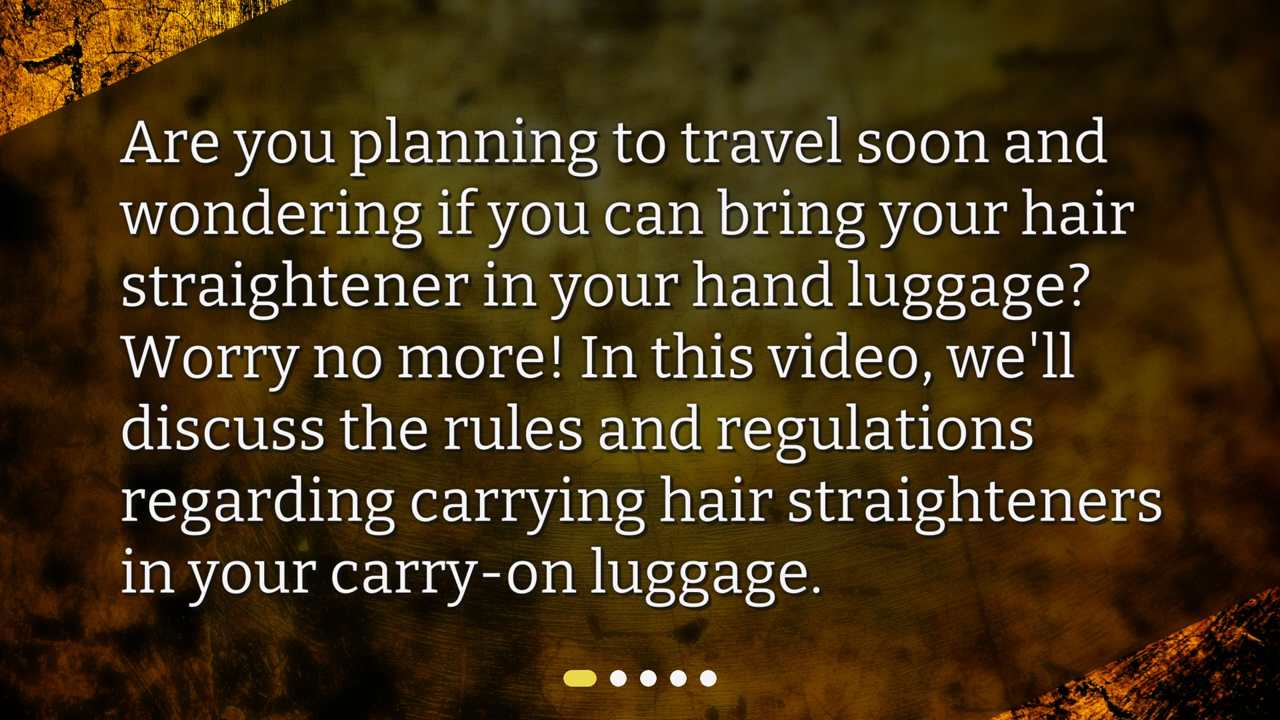 Are you planning to travel soon and
wondering if you can bring your hair
straightener in your hand luggage?
Worry no more! In this video, we'll
discuss the rules and regulations
regarding carrying hair straighteners
in your carry-on luggage.